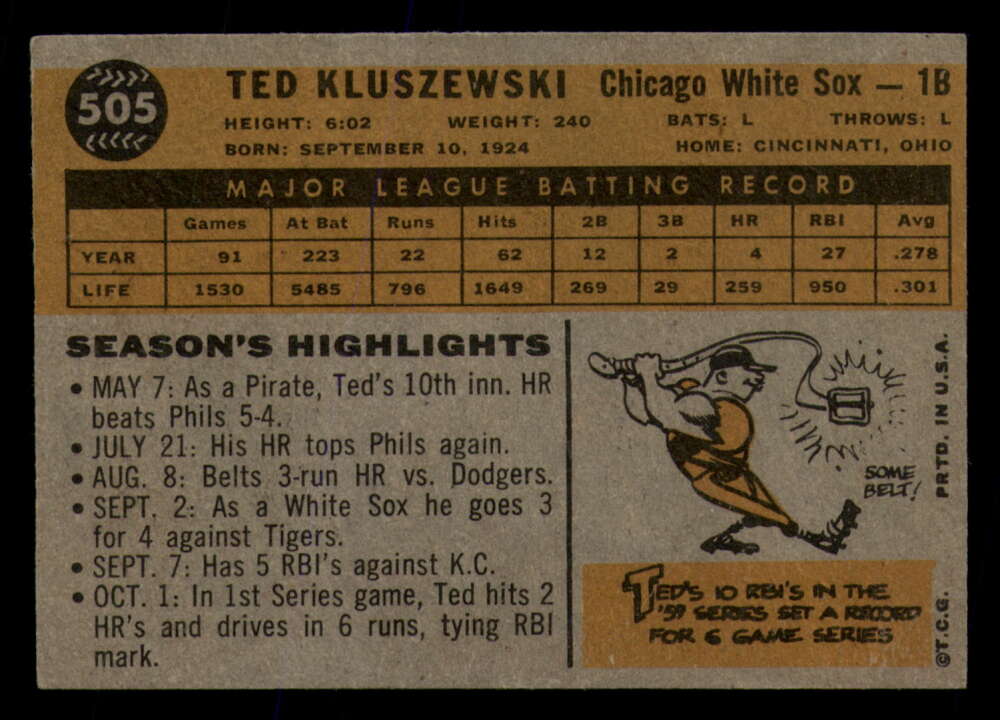 505
TED KLUSZEWSKI Chicago White Sox — 1B
HEIGHT: 6:02 WEIGHT: 240 BATS: L THROWS: L
BORN: SEPTEMBER 10, 1924 HOME: CINCINNATI, OHIO
MAJOR LEAGUE BATTING RECORD
Games At Bat Runs Hits 2B 3B HR RBI Avg
YEAR 91 223 22 62 12 2 4 27 .278
LIFE 1530 5485 796 1649 269 29 259 950 .301
SEASON'S HIGHLIGHTS
• MAY 7: As a Pirate, Ted's 10th inn. HR
beats Phils 5-4.
• JULY 21: His HR tops Phils again.
• AUG. 8: Belts 3-run HR vs. Dodgers.
• SEPT. 2: As a White Sox he goes 3
for 4 against Tigers.
• SEPT. 7: Has 5 RBI's against K.C.
• OCT. 1: In 1st Series game, Ted hits 2
HR's and drives in 6 runs, tying RBI
mark.
SOME
BELT!
TED'S 10 RBI'S IN THE
'59 SERIES SET A RECORD
FOR 6 GAME SERIES
©T.C.G. PRTD. IN U.S.A.